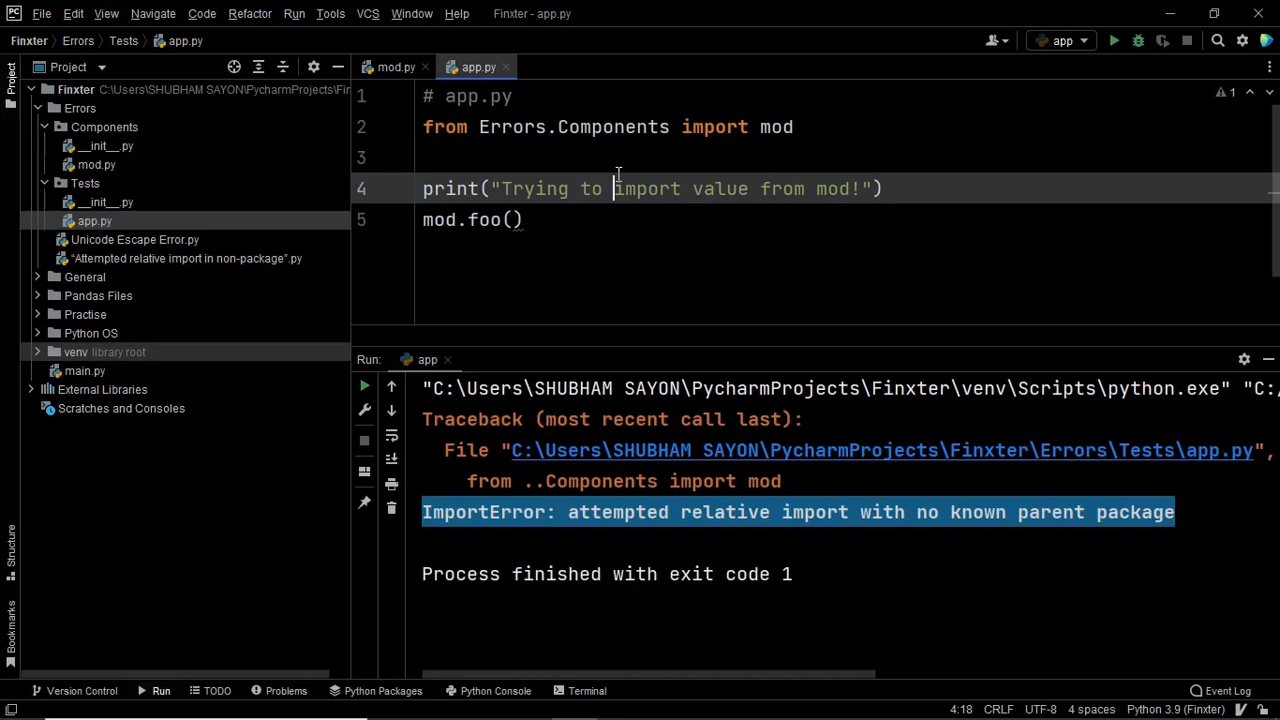 PC File Edit View Navigate Code Refactor Run Tools VCS Window Help Finxter - app.py
Finxter Errors Tests app.py app
Project
Project
mod.py
app.py
Finxter C:\Users\SHUBHAM SAYON\PycharmProjects\Fin
Errors
Components
__init__.py
mod.py
Tests
__init__.py
app.py
Unicode Escape Error.py
"Attempted relative import in non-package".py
General
Pandas Files
Practise
Python OS
venv library root
main.py
External Libraries
Scratches and Consoles
1 # app.py
2 from Errors.Components import mod
3
4 print("Trying to import value from mod!")
5 mod.foo()
1
Run: app
"C:\Users\SHUBHAM SAYON\PycharmProjects\Finxter\venv\Scripts\python.exe" "C:
Traceback (most recent call last):
File "C:\Users\SHUBHAM SAYON\PycharmProjects\Finxter\Errors\Tests\app.py",
from ..Components import mod
ImportError: attempted relative import with no known parent package
Process finished with exit code 1
Structure
Bookmarks
Version Control Run TODO Problems Python Packages Python Console Terminal Event Log
4:18 CRLF UTF-8 4 spaces Python 3.9 (Finxter)